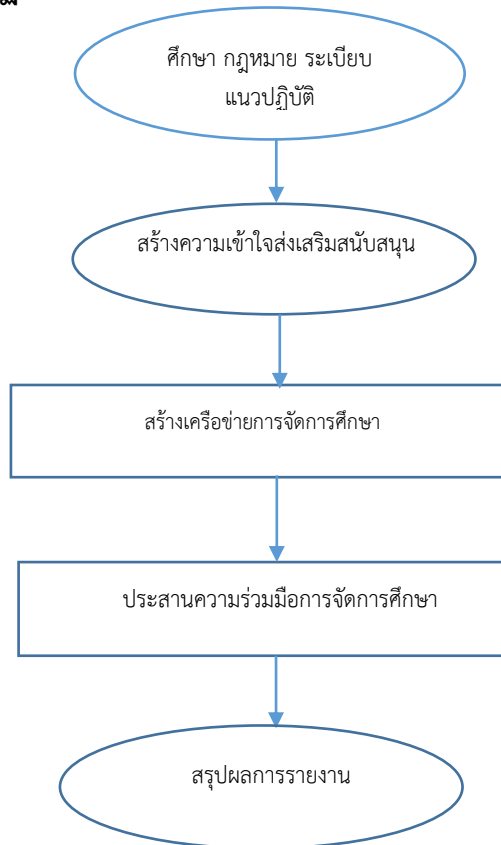 ศึกษา กฎหมาย ระเบียบ
แนวปฏิบัติ
สร้างความเข้าใจส่งเสริมสนับสนุน
สร้างเครือข่ายการจัดการศึกษา
ประสานความร่วมมือการจัดการศึกษา
สรุปผลการรายงาน